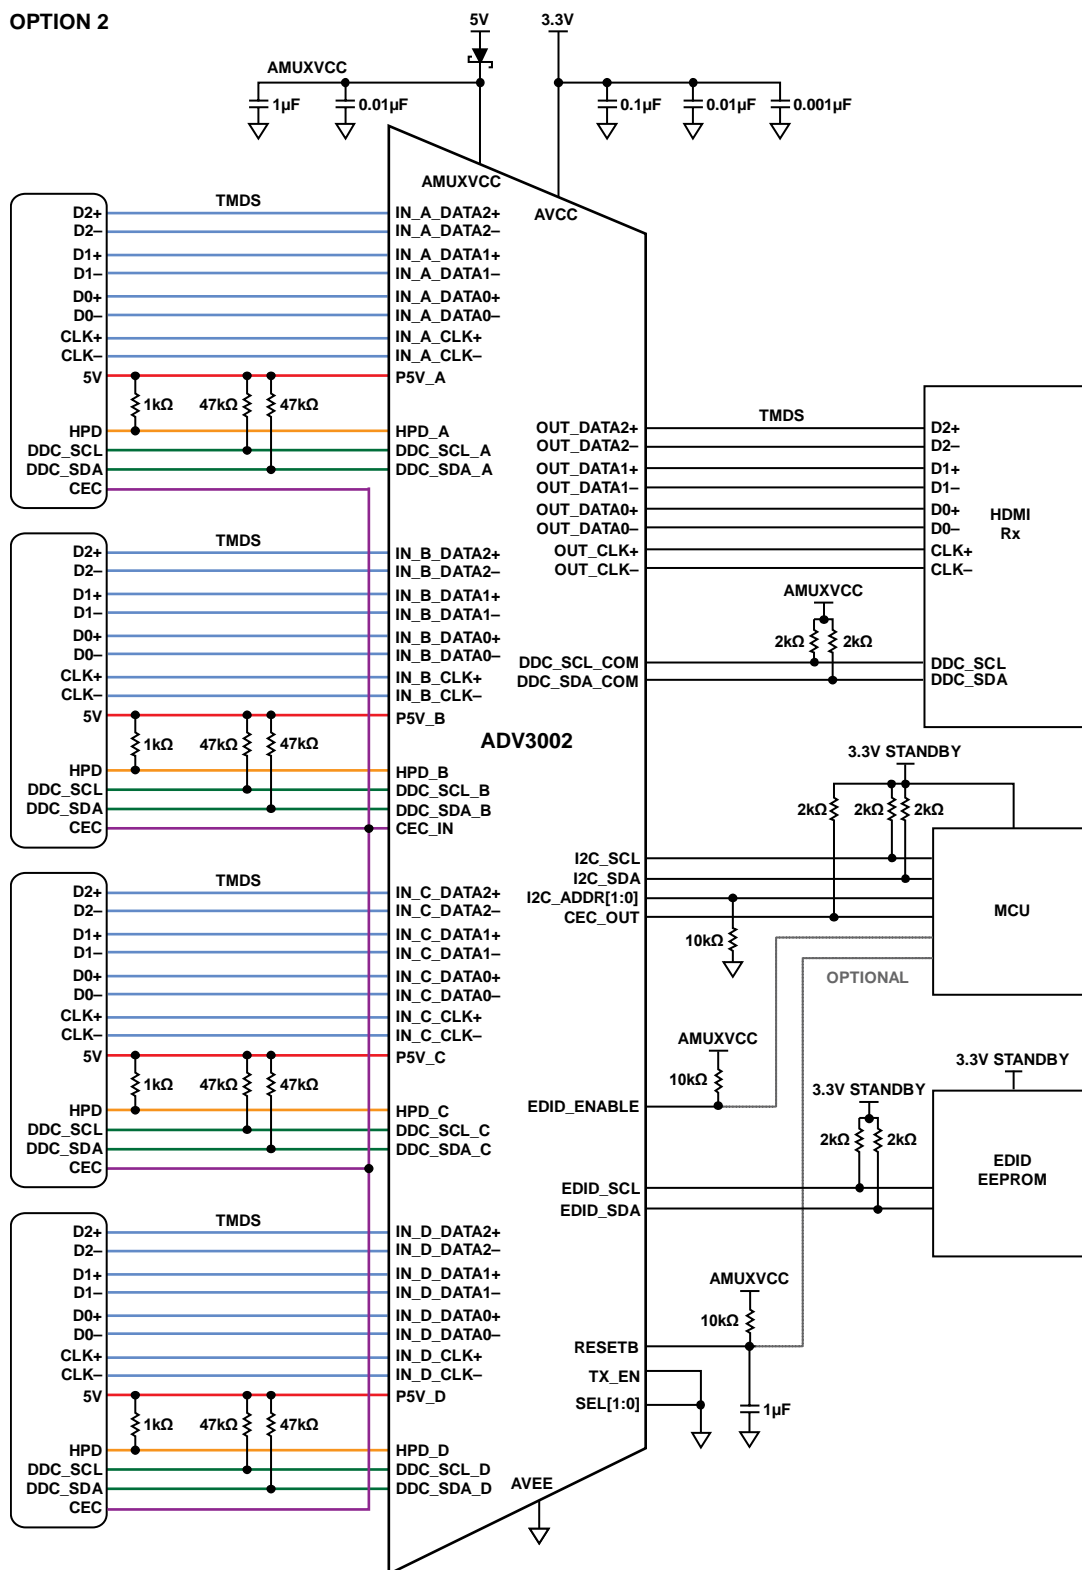 OPTION 2
5V 3.3V
AMUXVCC
1µF 0.01µF 0.1µF 0.01µF 0.001µF
AMUXVCC
AVCC
TMDS
D2+ IN_A_DATA2+
D2– IN_A_DATA2–
D1+ IN_A_DATA1+
D1– IN_A_DATA1–
D0+ IN_A_DATA0+
D0– IN_A_DATA0–
CLK+ IN_A_CLK+
CLK– IN_A_CLK–
5V P5V_A
1kΩ 47kΩ 47kΩ
HPD HPD_A
DDC_SCL DDC_SCL_A
DDC_SDA DDC_SDA_A
CEC
TMDS
D2+ IN_B_DATA2+
D2– IN_B_DATA2–
D1+ IN_B_DATA1+
D1– IN_B_DATA1–
D0+ IN_B_DATA0+
D0– IN_B_DATA0–
CLK+ IN_B_CLK+
CLK– IN_B_CLK–
5V P5V_B
1kΩ 47kΩ 47kΩ
HPD HPD_B
DDC_SCL DDC_SCL_B
DDC_SDA DDC_SDA_B
CEC CEC_IN
TMDS
D2+ IN_C_DATA2+
D2– IN_C_DATA2–
D1+ IN_C_DATA1+
D1– IN_C_DATA1–
D0+ IN_C_DATA0+
D0– IN_C_DATA0–
CLK+ IN_C_CLK+
CLK– IN_C_CLK–
5V P5V_C
1kΩ 47kΩ 47kΩ
HPD HPD_C
DDC_SCL DDC_SCL_C
DDC_SDA DDC_SDA_C
CEC
TMDS
D2+ IN_D_DATA2+
D2– IN_D_DATA2–
D1+ IN_D_DATA1+
D1– IN_D_DATA1–
D0+ IN_D_DATA0+
D0– IN_D_DATA0–
CLK+ IN_D_CLK+
CLK– IN_D_CLK–
5V P5V_D
1kΩ 47kΩ 47kΩ
HPD HPD_D
DDC_SCL DDC_SCL_D
DDC_SDA DDC_SDA_D
CEC
AVEE
ADV3002
TMDS
OUT_DATA2+ D2+
OUT_DATA2– D2–
OUT_DATA1+ D1+
OUT_DATA1– D1–
OUT_DATA0+ D0+
OUT_DATA0– D0–
OUT_CLK+ CLK+
OUT_CLK– CLK–
HDMI
Rx
AMUXVCC
2kΩ 2kΩ
DDC_SCL_COM DDC_SCL
DDC_SDA_COM DDC_SDA
3.3V STANDBY
2kΩ 2kΩ 2kΩ
I2C_SCL
I2C_SDA
I2C_ADDR[1:0]
CEC_OUT
MCU
10kΩ
OPTIONAL
AMUXVCC
10kΩ
EDID_ENABLE
3.3V STANDBY
3.3V STANDBY
2kΩ 2kΩ
EDID_SCL
EDID_SDA
EDID
EEPROM
AMUXVCC
10kΩ
RESETB
TX_EN
SEL[1:0]
1µF